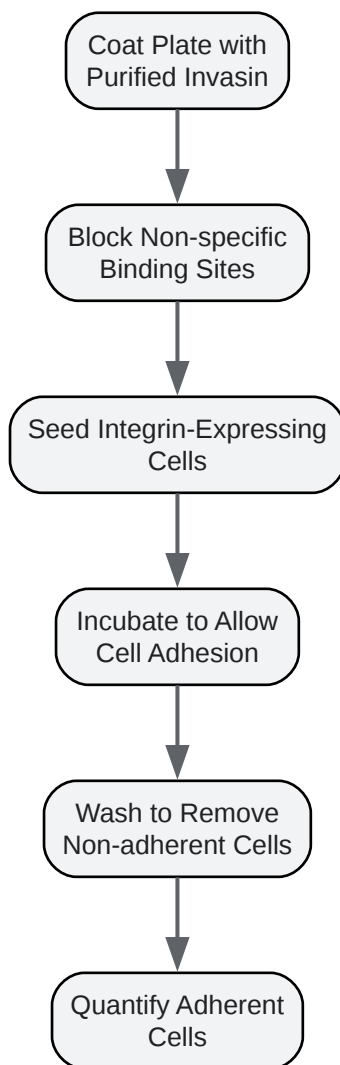 Coat Plate with
Purified Invasin
Block Non-specific
Binding Sites
Seed Integrin-Expressing
Cells
Incubate to Allow
Cell Adhesion
Wash to Remove
Non-adherent Cells
Quantify Adherent
Cells